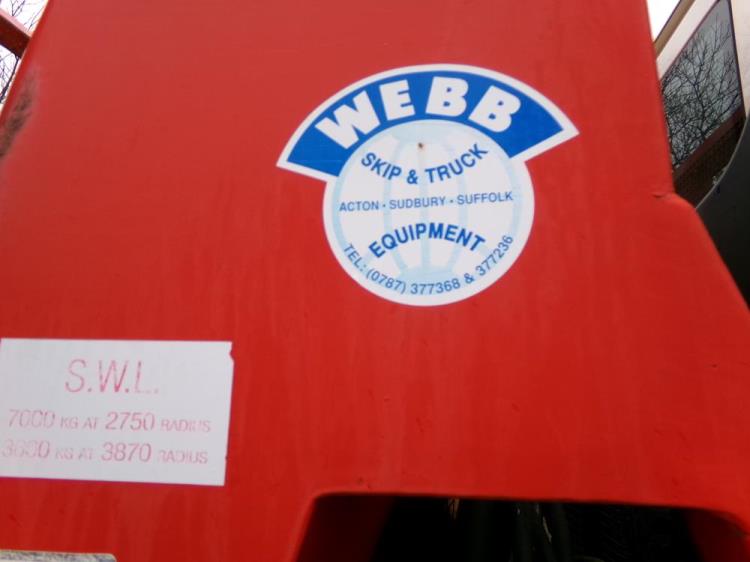 WEBB
SKIP & TRUCK
ACTON · SUDBURY · SUFFOLK
EQUIPMENT
TEL: (0787) 377368 & 377236
S.W.L.
7000 KG AT 2750 RADIUS
KG AT 3870 RADIUS